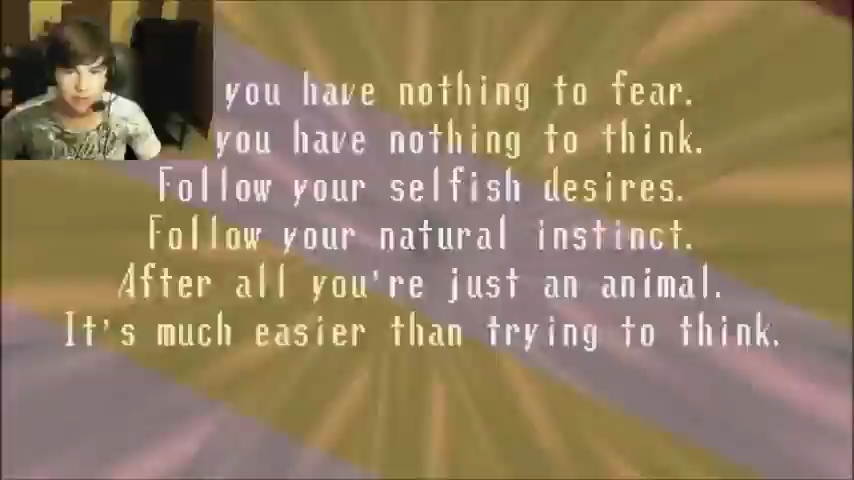 you have nothing to fear.
you have nothing to think.
Follow your selfish desires.
Follow your natural instinct.
After all you're just an animal.
It's much easier than trying to think.